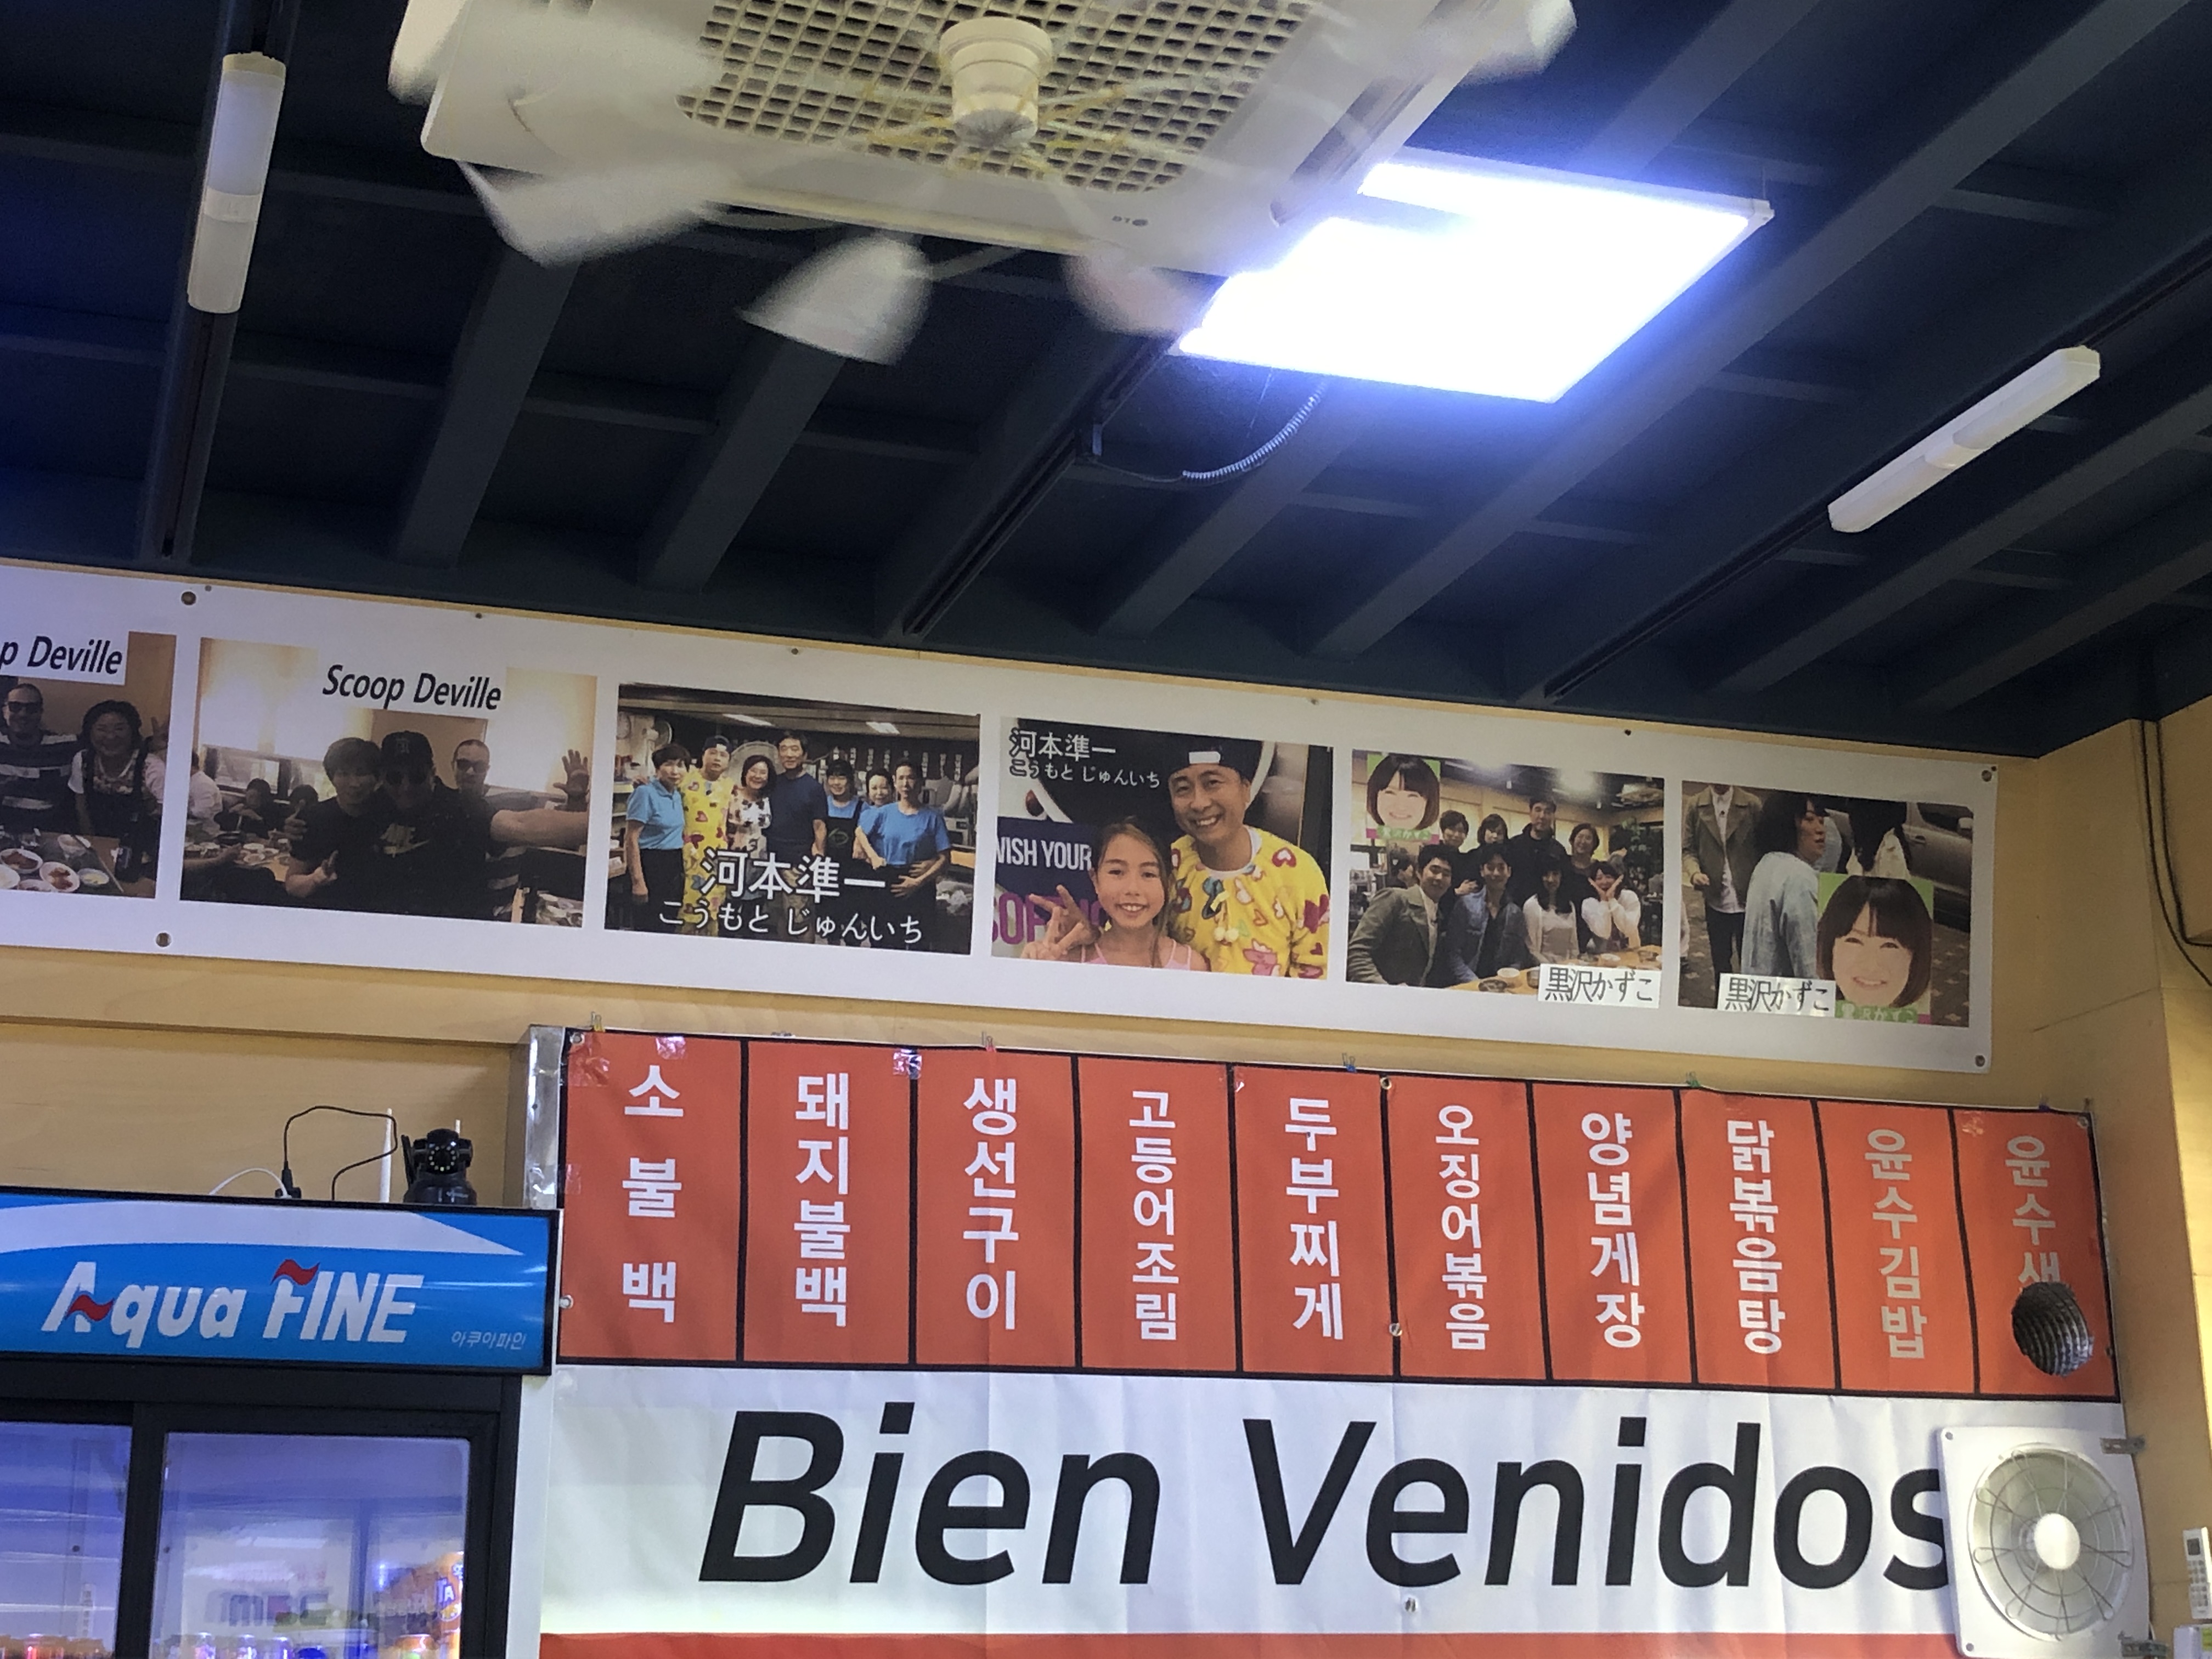 p Deville
Scoop Deville
河本準一
こうもと じゅんいち
河本準一
こうもと じゅんいち
WISH YOUR
黒沢かずこ
黒沢かずこ
소불백
돼지불백
생선구이
고등어조림
두부찌게
오징어볶음
양념게장
닭볶음탕
윤수김밥
윤수새
Aqua FINE
아쿠아파인
Bien Venidos